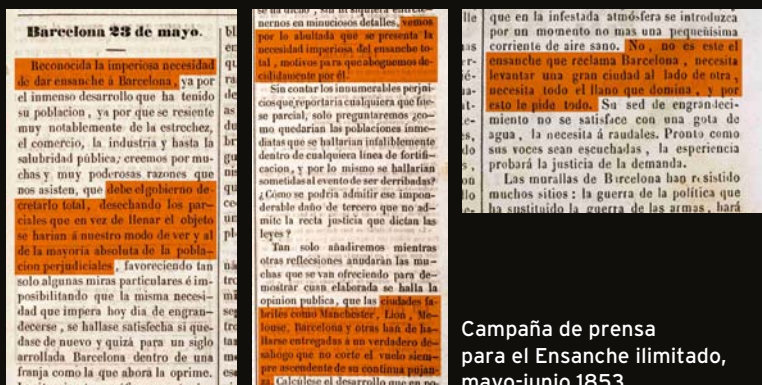 Barcelona 23 de mayo.
Reconocida la imperiosa necesidad
de dar ensanche á Barcelona, ya por
el inmenso desarrollo que ha tenido
su poblacion, ya por que se resiente
muy notablemente de la estrechez,
el comercio, la industria y hasta la
salubridad pública; creemos por mu-
chas y muy poderosas razones que
nos asisten, que debe el gobierno de-
cretarlo total, desechando los par-
ciales que en vez de llenar el objeto
se harian á nuestro modo de ver y al
de la mayoría absoluta de la pobla-
cion perjudiciales, favoreciendo tan
solo algunas miras particulares é im-
posibilitando que la misma necesi-
dad que impera hoy dia de engran-
decerse, se hallase satisfecha si que-
dase de nuevo y quizá para un siglo
arrollada Barcelona dentro de una
franja como la que ahora la oprime.
nernos en minuciosos detalles, vemos
por lo abultada que se presenta la
necesidad imperiosa del ensanche to-
tal, motivos para que aboguemos de-
cididamente por él.
Sin contar los innumerables perjui-
cios que reportaria cualquiera que fue-
se parcial, solo preguntaremos ¿co-
mo quedarian las poblaciones inme-
diatas que se hallarian infaliblemente
dentro de cualquiera linea de fortifi-
cacion, y por lo mismo se hallarian
sometidas al evento de ser derribadas?
¿Cómo se podria admitir ese impon-
derable daño de tercero que no ad-
mite la recta justicia que dictan las
leyes?
Tan solo añadiremos mientras
otras reflecciones anudarán las mu-
chas que se van ofreciendo para de-
mostrar cuan elaborada se halla la
opinion publica, que las ciudades fa-
briles como Manchester, Lion, Me-
louse, Barcelona y otras han de ha-
llarse entregadas á un verdadero de-
sahogo que no corte el vuelo siem-
pre ascendente de su continua pujan-
za. Calcúlese el desarrollo que en po-
que en la infestada atmósfera se introduzca
por un momento no mas una pequeñísima
corriente de aire sano. No, no es este el
ensanche que reclama Barcelona, necesita
levantar una gran ciudad al lado de otra,
necesita todo el llano que domina, y por
esto le pide todo. Su sed de engrandeci-
miento no se satisface con una gota de
agua, la necesita á raudales. Pronto como
sus voces sean escuchadas, la esperiencia
probará la justicia de la demanda.
Las murallas de Barcelona han resistido
muchos sitios: la guerra de la política que
ha sustituido la guerra de las armas, hará
Campaña de prensa
para el Ensanche ilimitado,
mayo-junio 1853